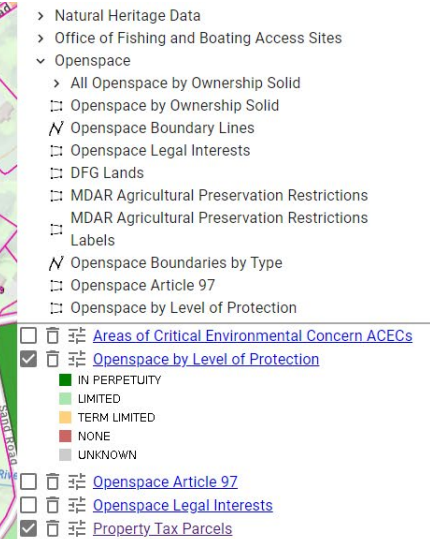 Natural Heritage Data
Office of Fishing and Boating Access Sites
Openspace
All Openspace by Ownership Solid
Openspace by Ownership Solid
Openspace Boundary Lines
Openspace Legal Interests
DFG Lands
MDAR Agricultural Preservation Restrictions
MDAR Agricultural Preservation Restrictions
Labels
Openspace Boundaries by Type
Openspace Article 97
Openspace by Level of Protection
Areas of Critical Environmental Concern ACECs
Openspace by Level of Protection
IN PERPETUITY
LIMITED
TERM LIMITED
NONE
UNKNOWN
Sand Road
Openspace Article 97
Openspace Legal Interests
Property Tax Parcels